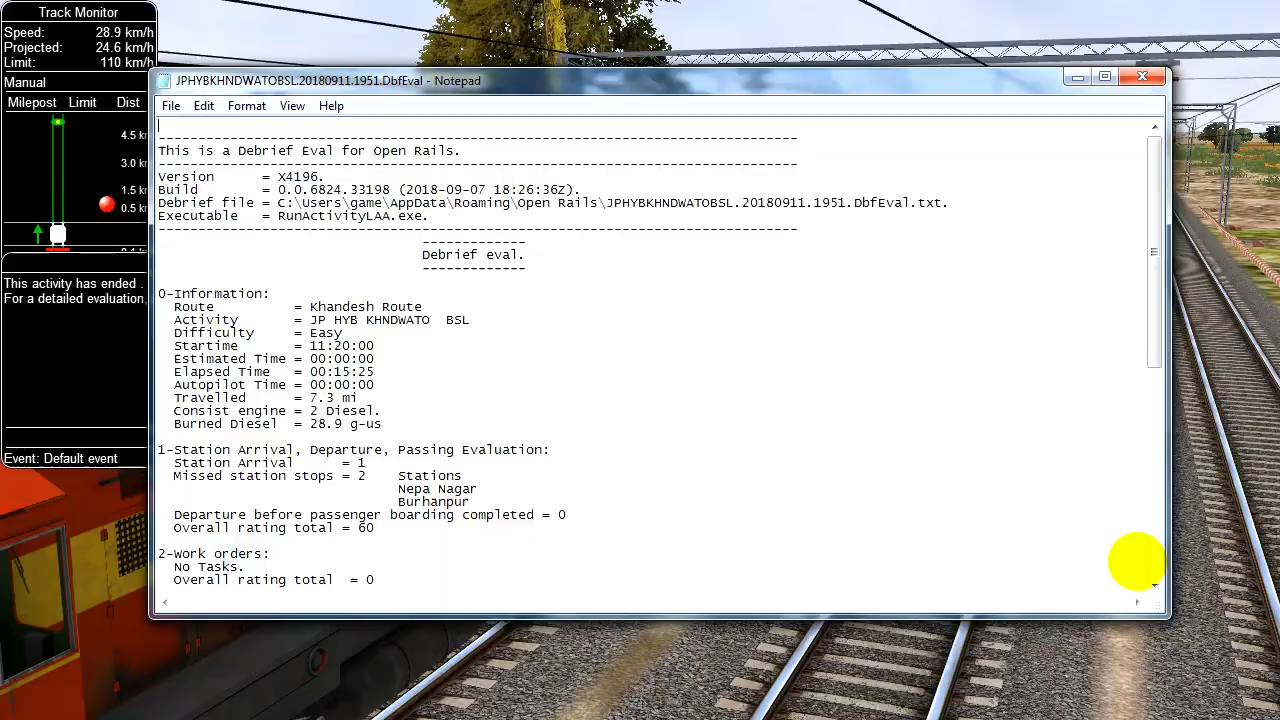 Track Monitor
Speed: 28.9 km/h
Projected: 24.6 km/h
Limit: 110 km/h
Manual
Milepost Limit Dist
4.5 k
3.0 k
1.5 k
0.5 k
This activity has ended .
For a detailed evaluation,
Event: Default event
JPHYBKHNDWATOBSL.20180911.1951.DbfEval - Notepad
File Edit Format View Help
This is a Debrief Eval for Open Rails.
Version = X4196.
Build = 0.0.6824.33198 (2018-09-07 18:26:36Z).
Debrief file = C:\Users\game\AppData\Roaming\Open Rails\JPHYBKHNDWATOBSL.20180911.1951.DbfEval.txt.
Executable = RunActivityLAA.exe.
Debrief eval.
0-Information:
Route = Khandesh Route
Activity = JP HYB KHNDWATO BSL
Difficulty = Easy
Startime = 11:20:00
Estimated Time = 00:00:00
Elapsed Time = 00:15:25
Autopilot Time = 00:00:00
Travelled = 7.3 mi
Consist engine = 2 Diesel.
Burned Diesel = 28.9 g-us
1-Station Arrival, Departure, Passing Evaluation:
Station Arrival = 1
Missed station stops = 2 Stations
Nepa Nagar
Burhanpur
Departure before passenger boarding completed = 0
Overall rating total = 60
2-Work orders:
No Tasks.
Overall rating total = 0